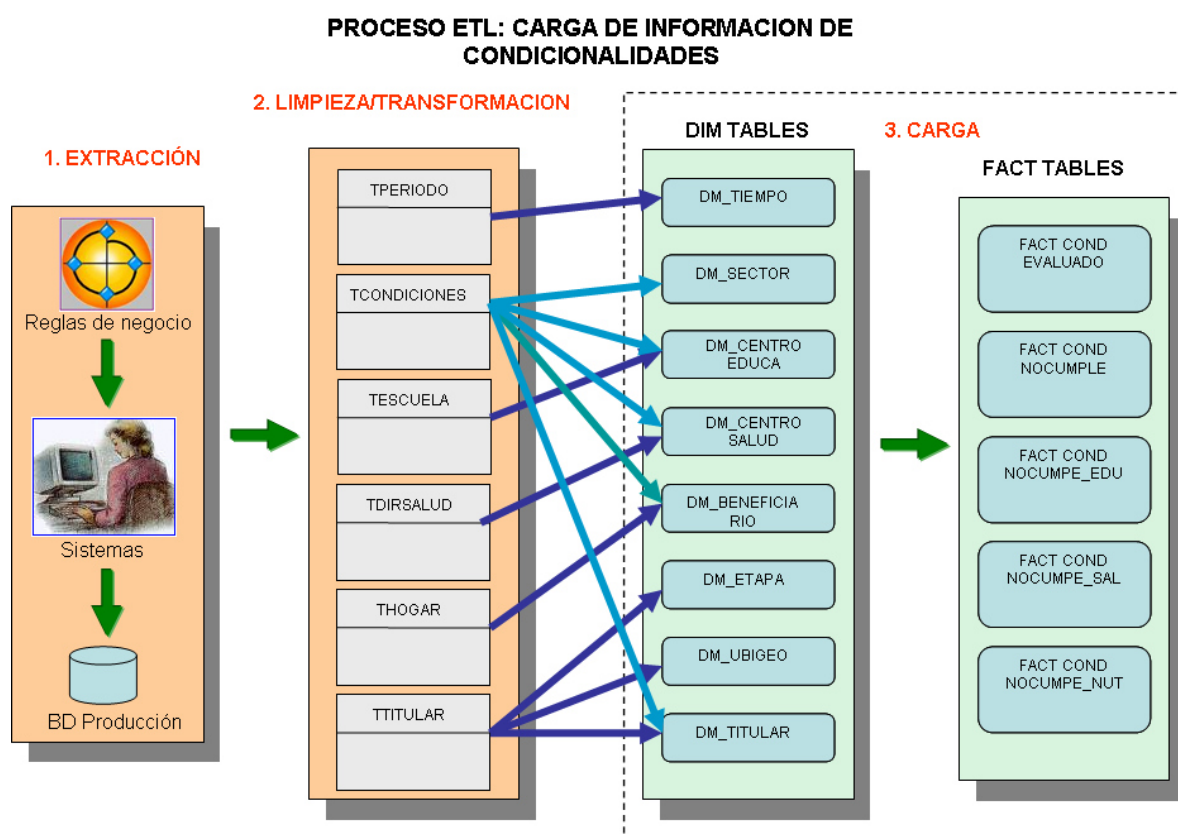 PROCESO ETL: CARGA DE INFORMACION DE
CONDICIONALIDADES
1. EXTRACCIÓN
Reglas de negocio
Sistemas
BD Producción
2. LIMPIEZA/TRANSFORMACION
TPERIODO
TCONDICIONES
TESCUELA
TDIRSALUD
THOGAR
TTITULAR
3. CARGA
DIM TABLES
DM_TIEMPO
DM_SECTOR
DM_CENTRO
EDUCA
DM_CENTRO
SALUD
DM_BENEFICIA
RIO
DM_ETAPA
DM_UBIGEO
DM_TITULAR
FACT TABLES
FACT COND
EVALUADO
FACT COND
NOCUMPLE
FACT COND
NOCUMPE_EDU
FACT COND
NOCUMPE_SAL
FACT COND
NOCUMPE_NUT